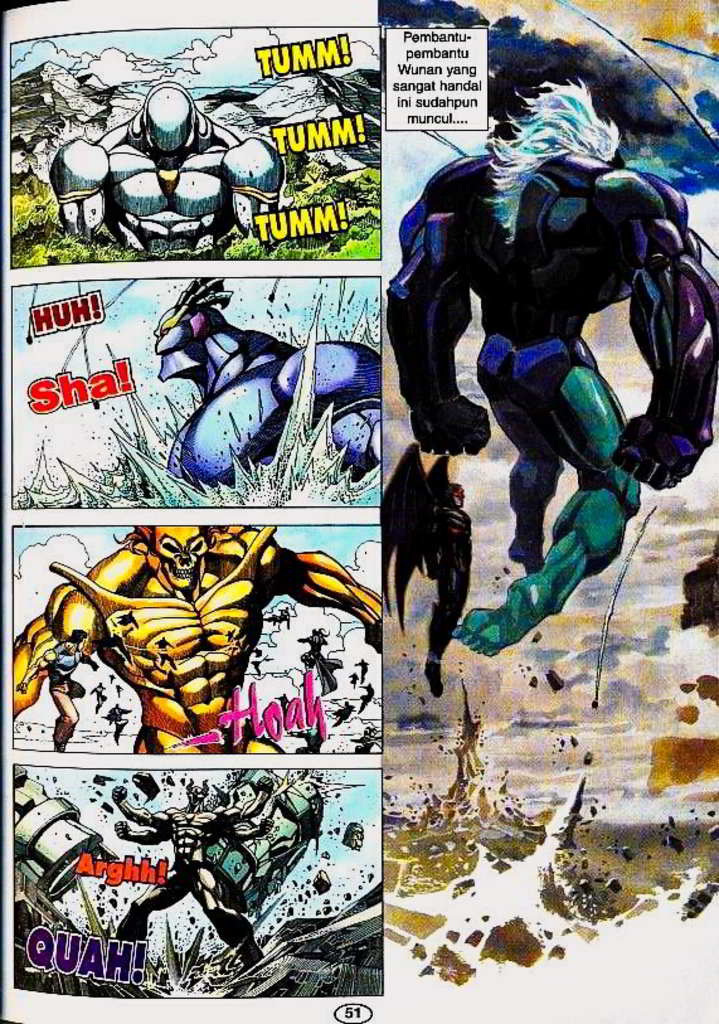 TUMM!
TUMM!
TUMM!
Pembantu-
pembantu
Wunan yang
sangat handal
ini sudahpun
muncul....
HUH!
Sha!
Hoah
Arghh!
QUAH!
51